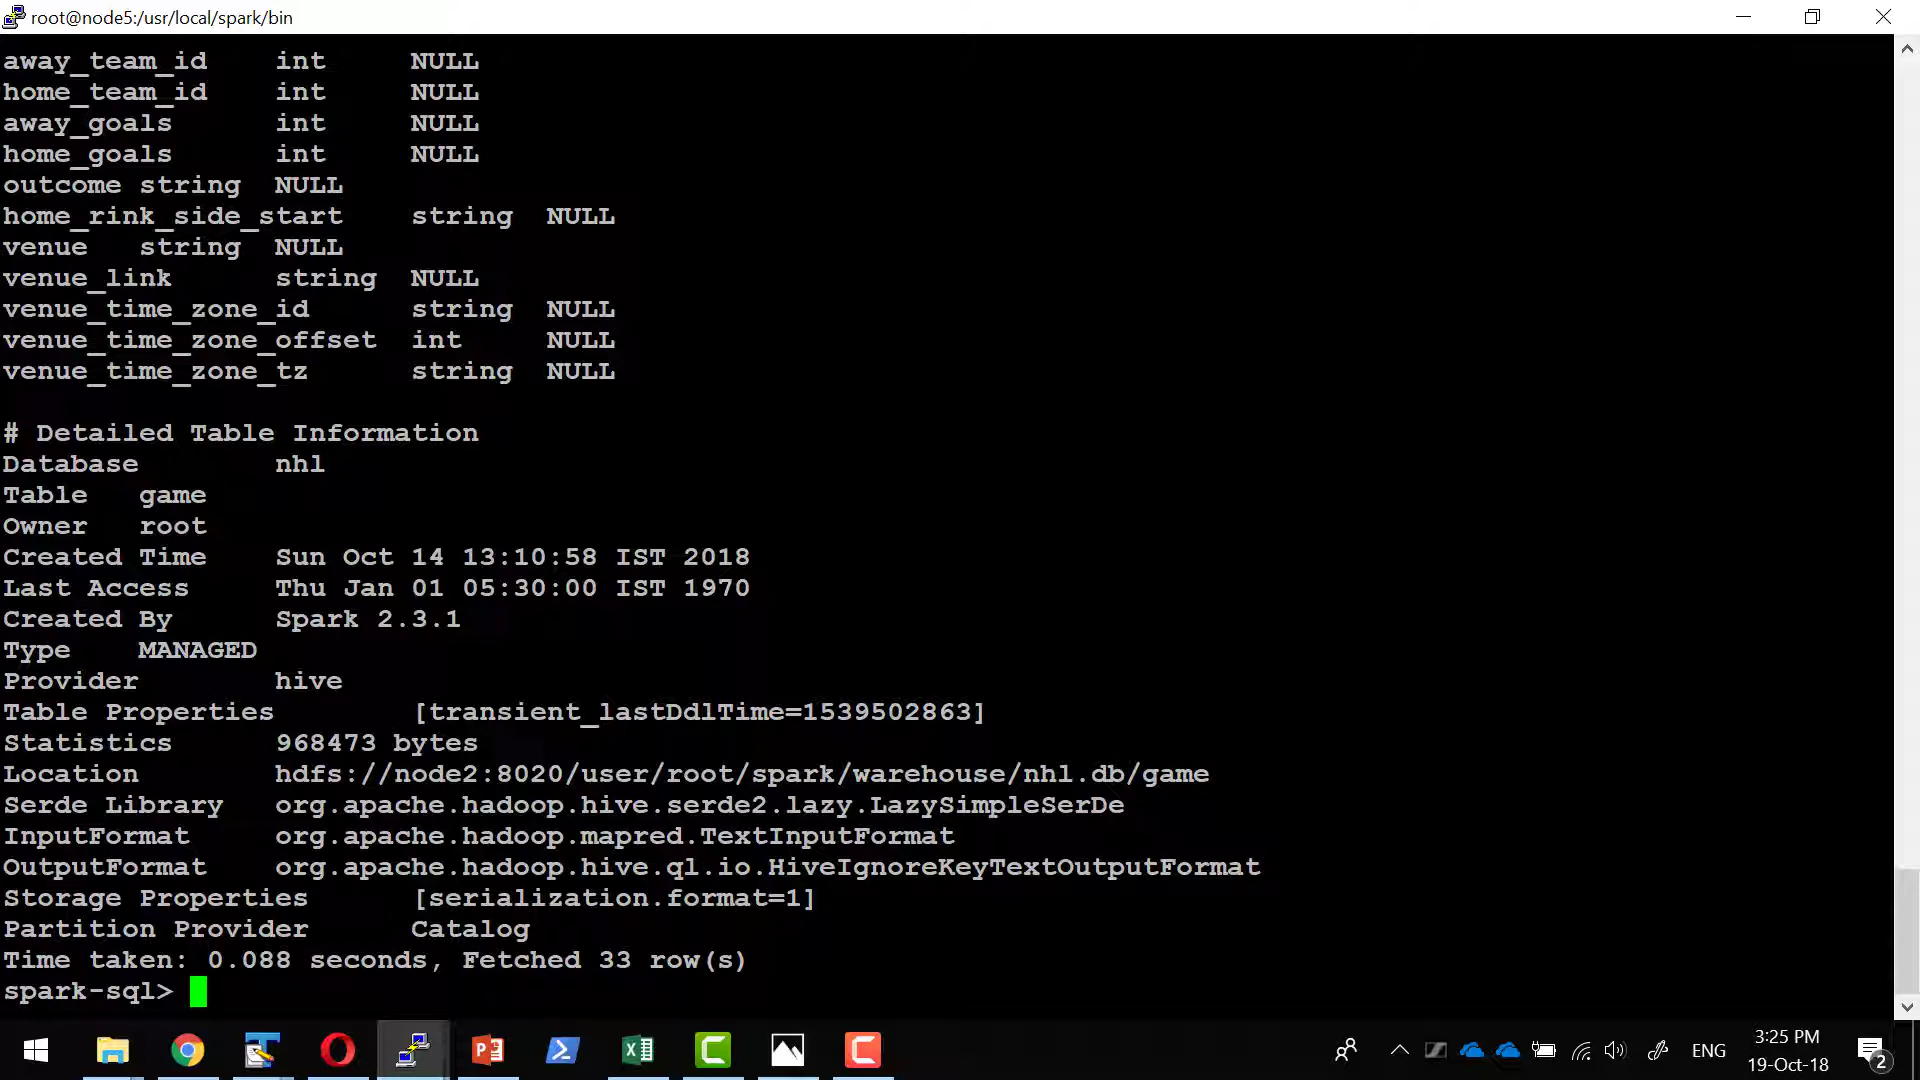 root@node5:/usr/local/spark/bin
away_team_id int NULL
home_team_id int NULL
away_goals int NULL
home_goals int NULL
outcome string NULL
home_rink_side_start string NULL
venue string NULL
venue_link string NULL
venue_time_zone_id string NULL
venue_time_zone_offset int NULL
venue_time_zone_tz string NULL
# Detailed Table Information
Database nhl
Table game
Owner root
Created Time Sun Oct 14 13:10:58 IST 2018
Last Access Thu Jan 01 05:30:00 IST 1970
Created By Spark 2.3.1
Type MANAGED
Provider hive
Table Properties [transient_lastDdlTime=1539502863]
Statistics 968473 bytes
Location hdfs://node2:8020/user/root/spark/warehouse/nhl.db/game
Serde Library org.apache.hadoop.hive.serde2.lazy.LazySimpleSerDe
InputFormat org.apache.hadoop.mapred.TextInputFormat
OutputFormat org.apache.hadoop.hive.ql.io.HiveIgnoreKeyTextOutputFormat
Storage Properties [serialization.format=1]
Partition Provider Catalog
Time taken: 0.088 seconds, Fetched 33 row(s)
spark-sql>
ENG
3:25 PM
19-Oct-18
2